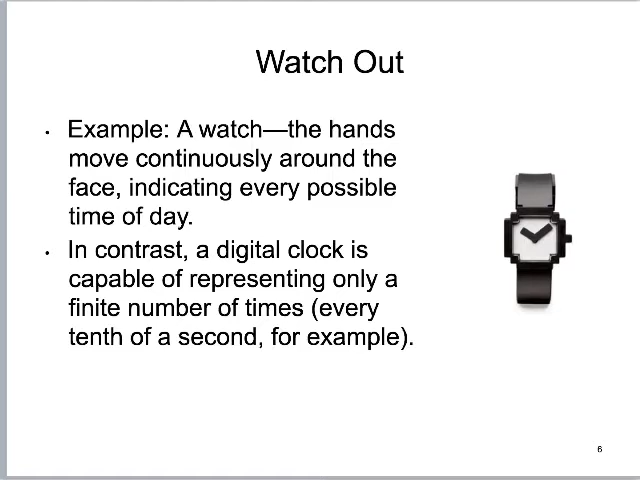 Watch Out
• Example: A watch—the hands
move continuously around the
face, indicating every possible
time of day.
• In contrast, a digital clock is
capable of representing only a
finite number of times (every
tenth of a second, for example).
6